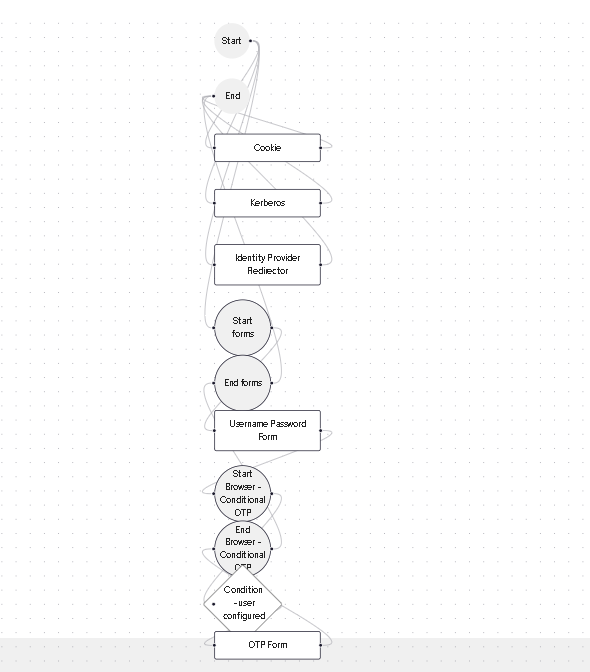 Start
End
Cookie
Kerberos
Identity Provider
Redirector
Start
forms
End forms
Username Password
Form
Start
Browser -
Conditional
OTP
End
Browser -
Conditional
OTP
Condition
- user
configured
OTP Form